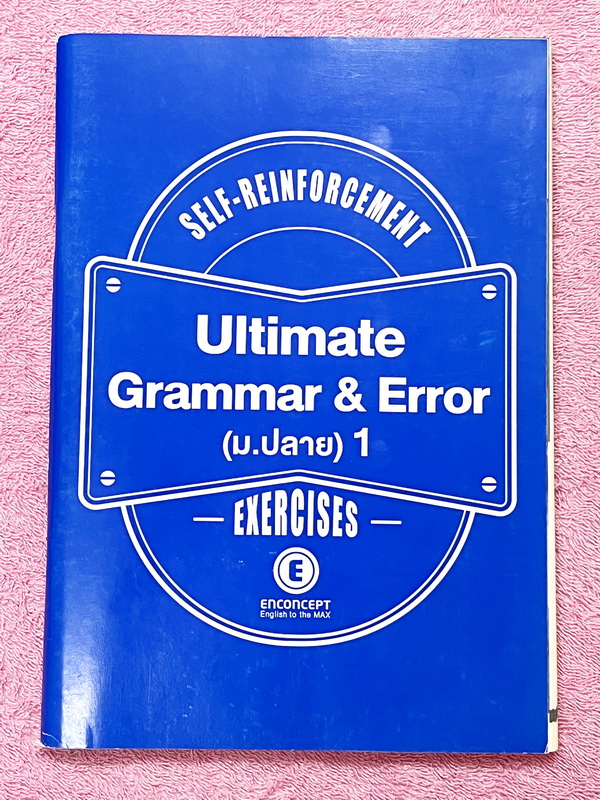 SELF-REINFORCEMENT
Ultimate
Grammar & Error
(ม.ปลาย) 1
EXERCISES
E
ENCONCEPT
English to the MAX